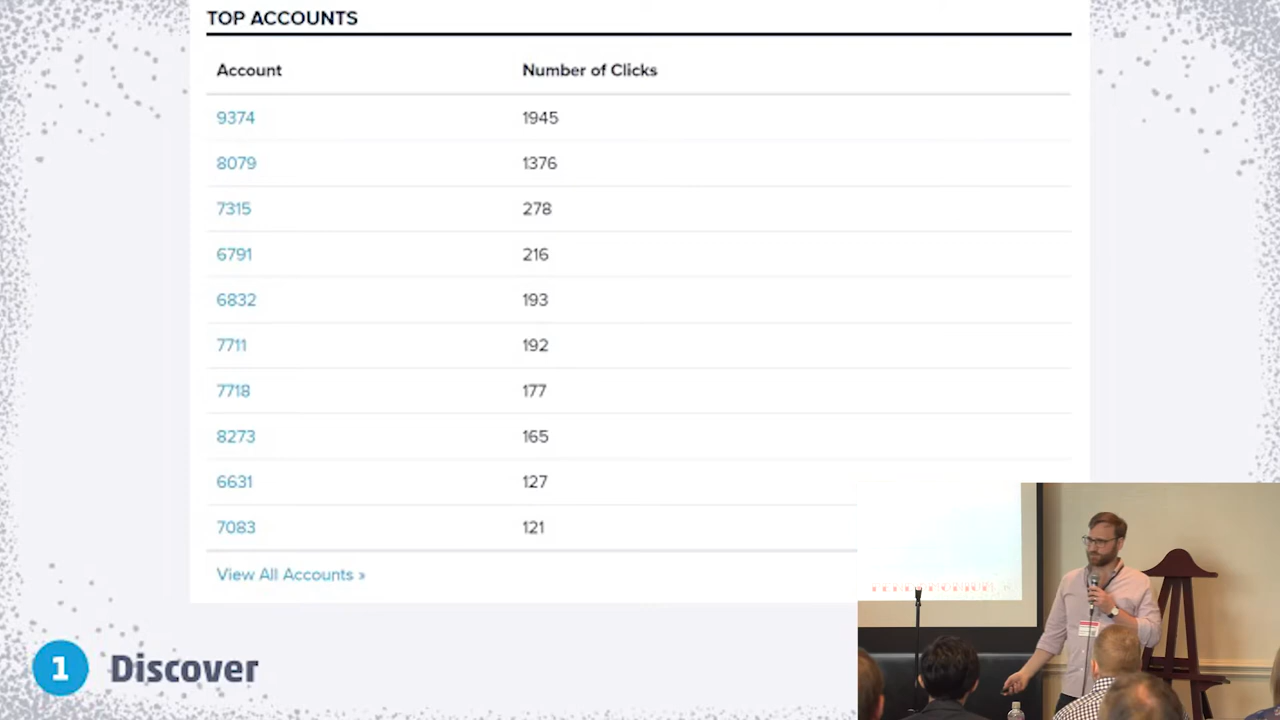 TOP ACCOUNTS
Account Number of Clicks
9374 1945
8079 1376
7315 278
6791 216
6832 193
7711 192
7718 177
8273 165
6631 127
7083 121
View All Accounts »
1 Discover